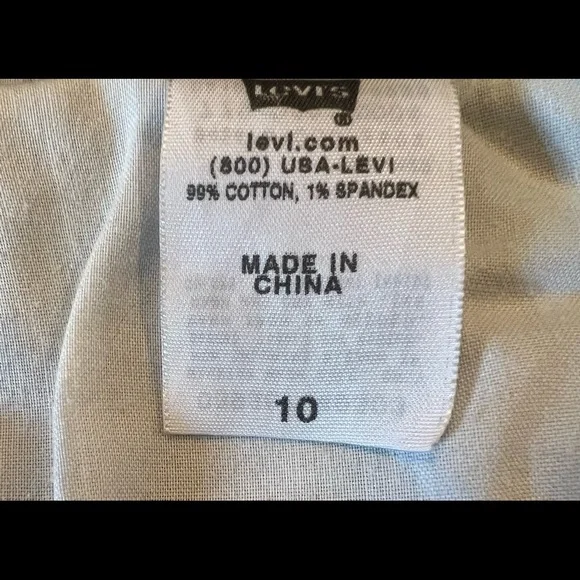 LEVI'S
®
levi.com
(800) USA-LEVI
99% COTTON, 1% SPANDEX
MADE IN
CHINA
10